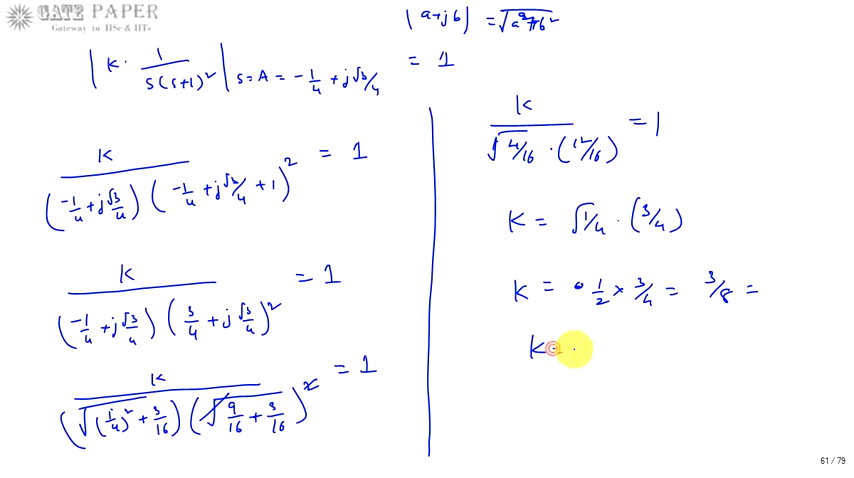 GATE PAPER
Gateway to IISc & IITs
|a+jb| = √a²+b²
|K · 1/S(S+1)²| S=A = -1/4 + j√3/4 = 1
K / (-1/4 + j√3/4) (-1/4 + j√3/4 + 1)² = 1
K / (-1/4 + j√3/4) (3/4 + j√3/4)² = 1
K / (√(1/4)² + 3/16) (√9/16 + 3/16)² = 1
K / √4/16 · (12/16) = 1
K = √1/4 · (3/4)
K = 1/2 × 3/4 = 3/8 =
K =
61 / 79